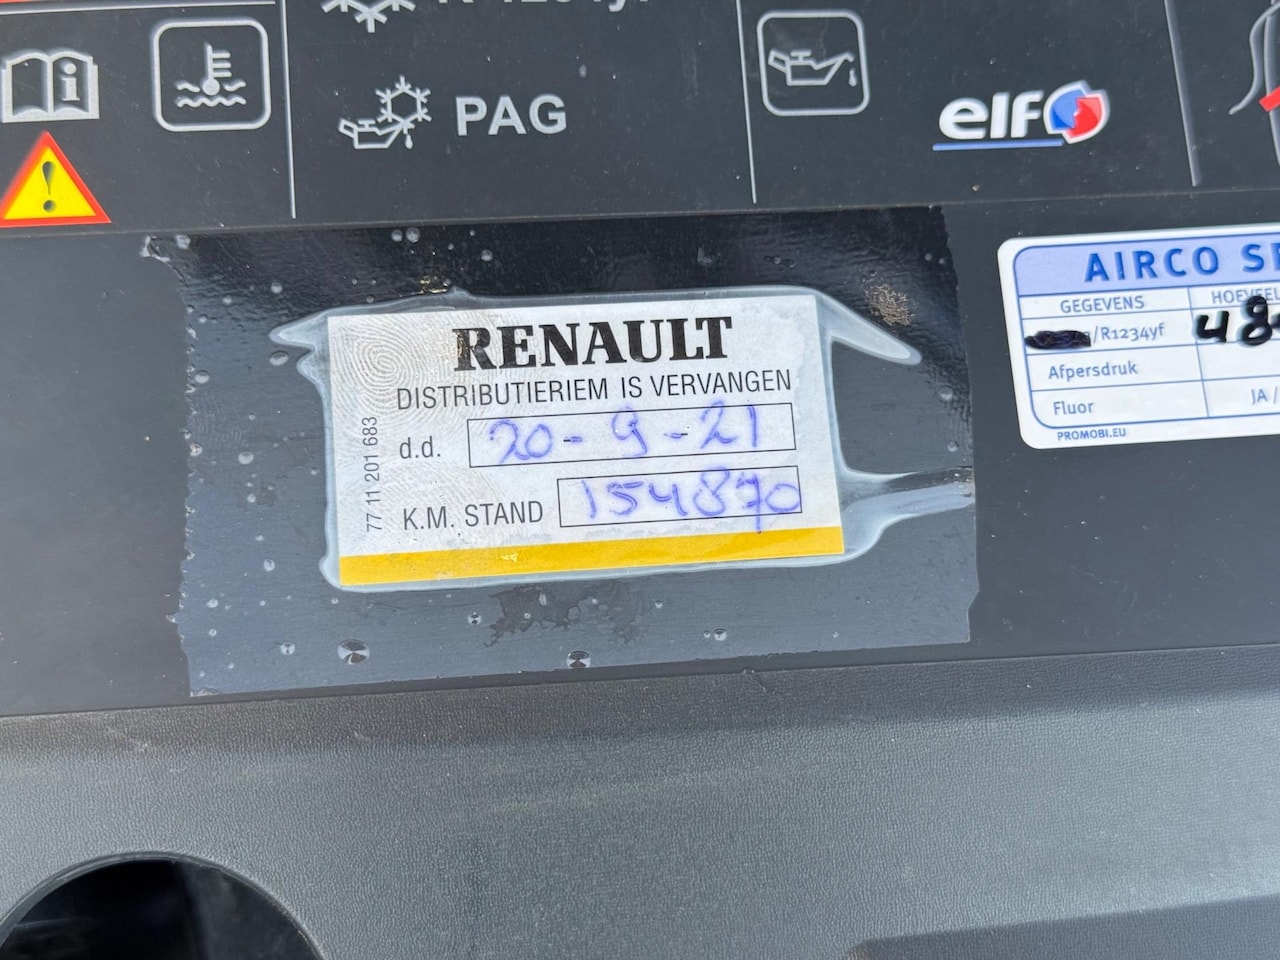 PAG
elf
RENAULT
DISTRIBUTIERIEM IS VERVANGEN
d.d. 20-9-21
K.M. STAND 154870
77 11 201 683
AIRCO
GEGEVENS
/R1234yf 48
Afpersdruk
Fluor JA /
PROMOBI.EU